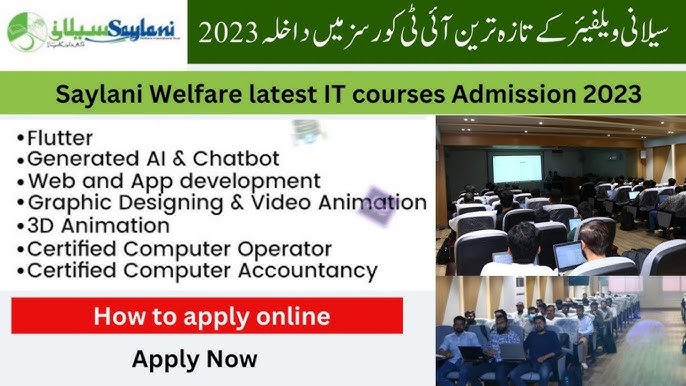 سیلانی Saylani
سیلانی ویلفیئر کے تازہ ترین آئی ٹی کورسز میں داخلہ 2023
Saylani Welfare latest IT courses Admission 2023
•Flutter
•Generated AI & Chatbot
•Web and App development
•Graphic Designing & Video Animation
•3D Animation
•Certified Computer Operator
•Certified Computer Accountancy
How to apply online
Apply Now